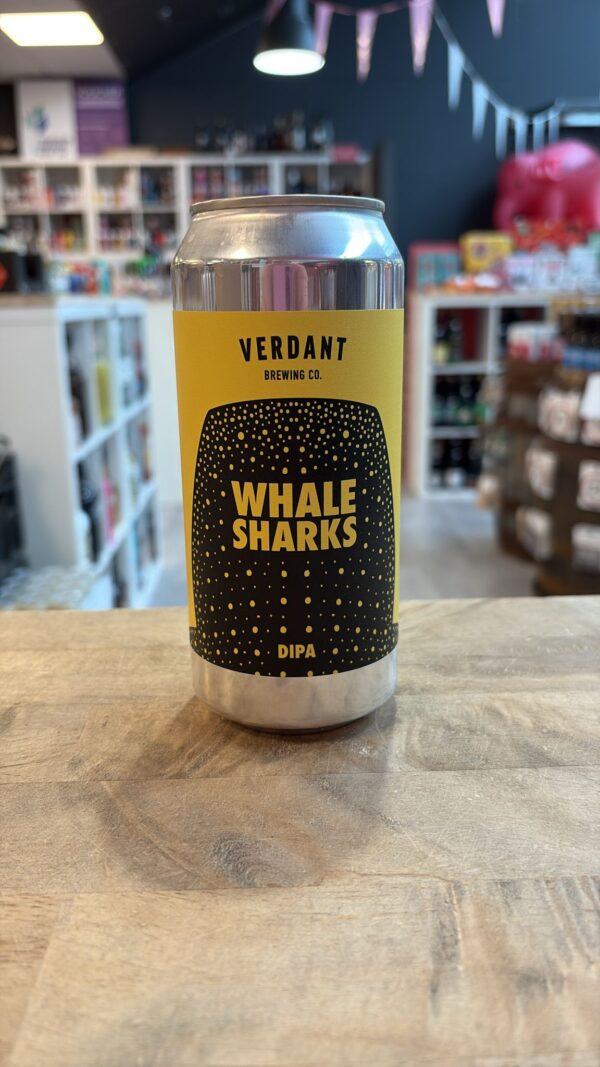 VERDANT
BREWING CO.
WHALE
SHARKS
DIPA